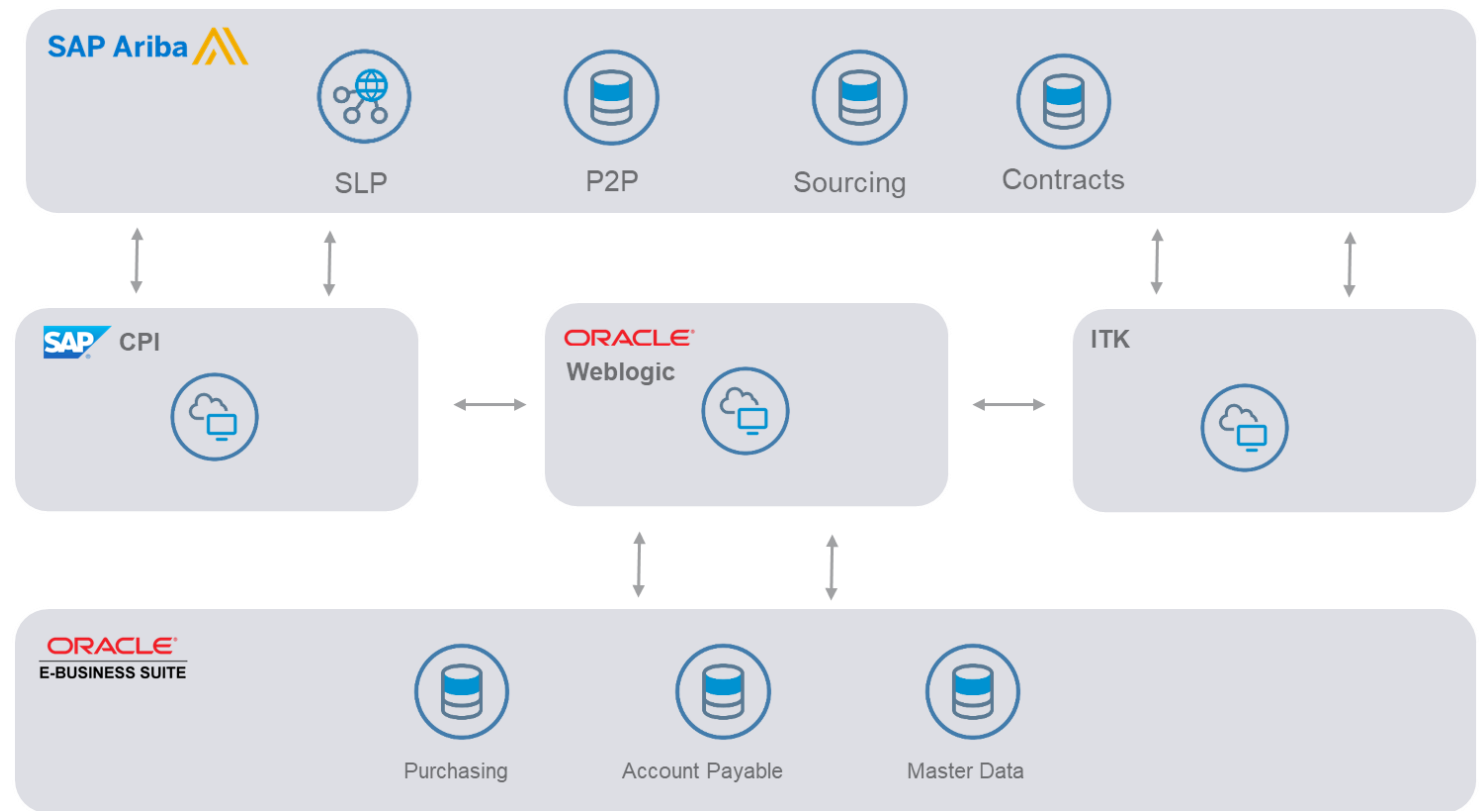 SAP Ariba
SLP
P2P
Sourcing
Contracts
SAP CPI
ORACLE
Weblogic
ITK
ORACLE
E-BUSINESS SUITE
Purchasing
Account Payable
Master Data